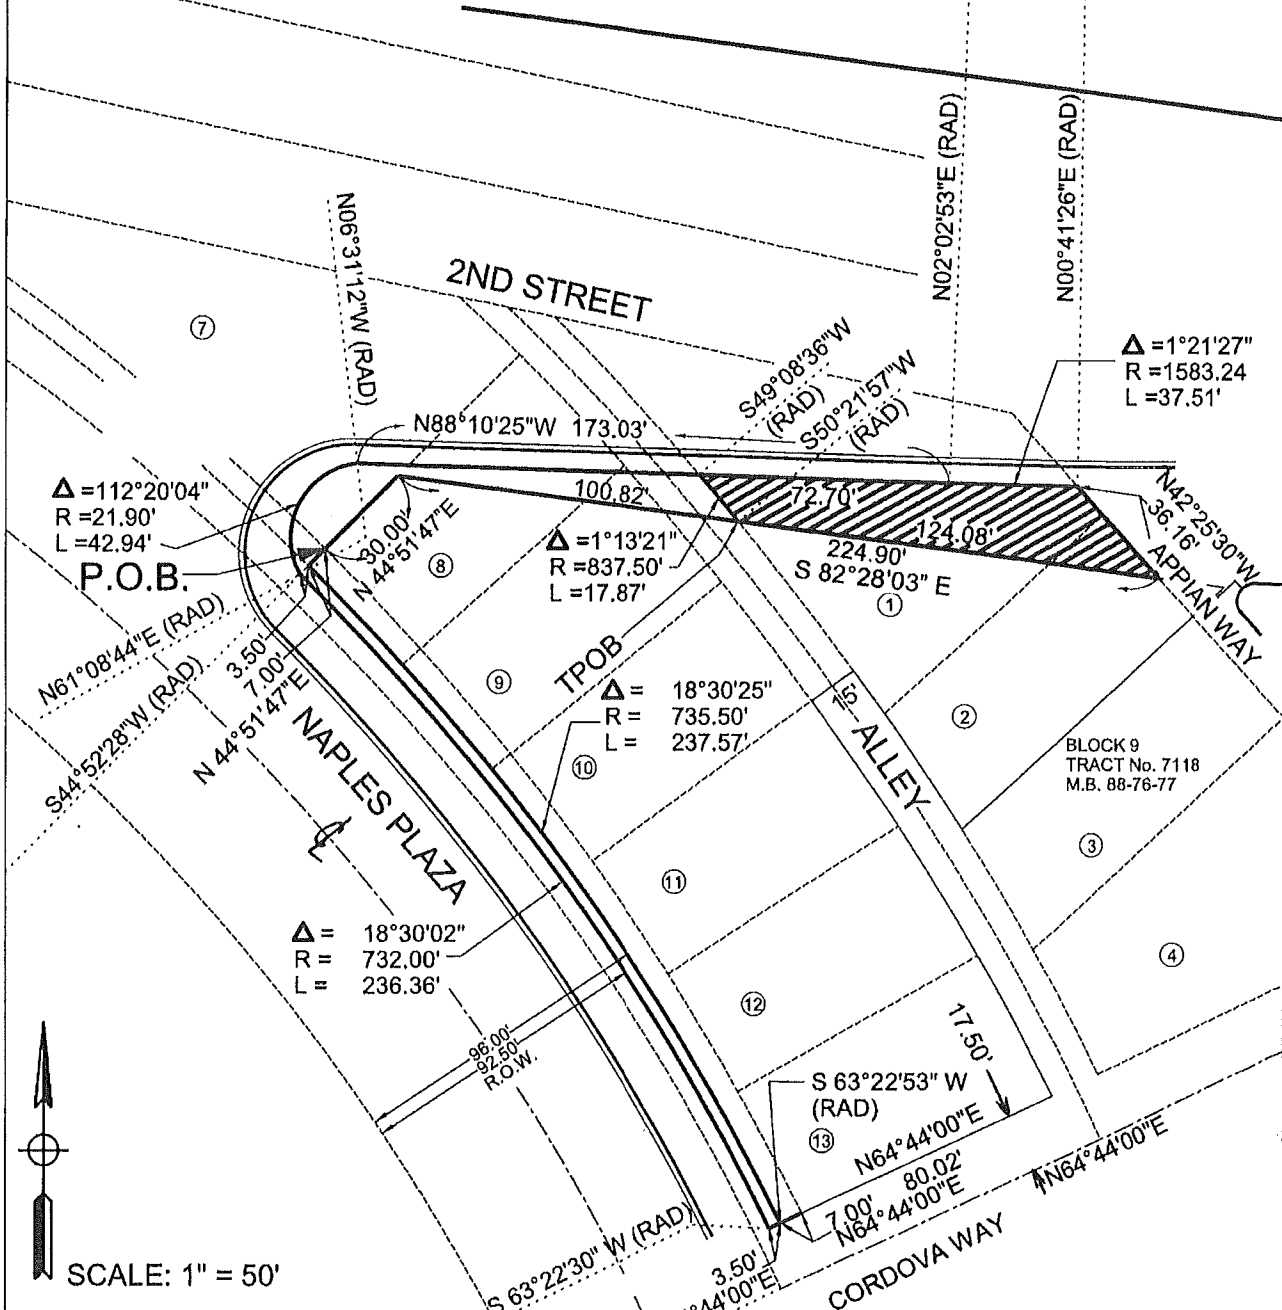 N02°02'53"E (RAD)
N00°41'26"E (RAD)
N06°31'12"W (RAD)
2ND STREET
7
S49°08'36"W
(RAD)
S50°21'57"W
(RAD)
Δ =1°21'27"
R =1583.24
L =37.51'
N88°10'25"W 173.03'
Δ =112°20'04"
R =21.90'
L =42.94'
P.O.B.
30.00'
N 44°51'47"E
100.82'
72.70'
124.08'
224.90'
S 82°28'03" E
N42°25'30"W
36.16'
APPIAN WAY
Δ =1°13'21"
R =837.50'
L =17.87'
8
1
N61°08'44"E (RAD)
3.50'
7.00'
N 44°51'47"E
S44°52'28"W (RAD)
TPOB
9
Δ = 18°30'25"
R = 735.50'
L = 237.57'
10
15
ALLEY
2
BLOCK 9
TRACT No. 7118
M.B. 88-76-77
NAPLES PLAZA
3
11
Δ = 18°30'02"
R = 732.00'
L = 236.36'
4
12
96.00'
92.50'
R.O.W.
17.50'
S 63°22'53" W
(RAD)
13
N64°44'00"E
80.02'
7.00'
N64°44'00"E
N64°44'00"E
S 63°22'30" W (RAD)
3.50'
°44'00"E
CORDOVA WAY
SCALE: 1" = 50'